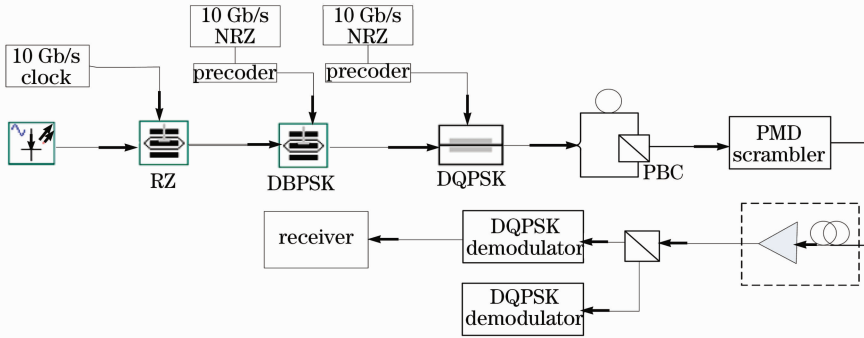 10 Gb/s
NRZ
10 Gb/s
NRZ
10 Gb/s
clock
precoder
precoder
RZ
DBPSK
DQPSK
PBC
PMD
scrambler
receiver
DQPSK
demodulator
DQPSK
demodulator